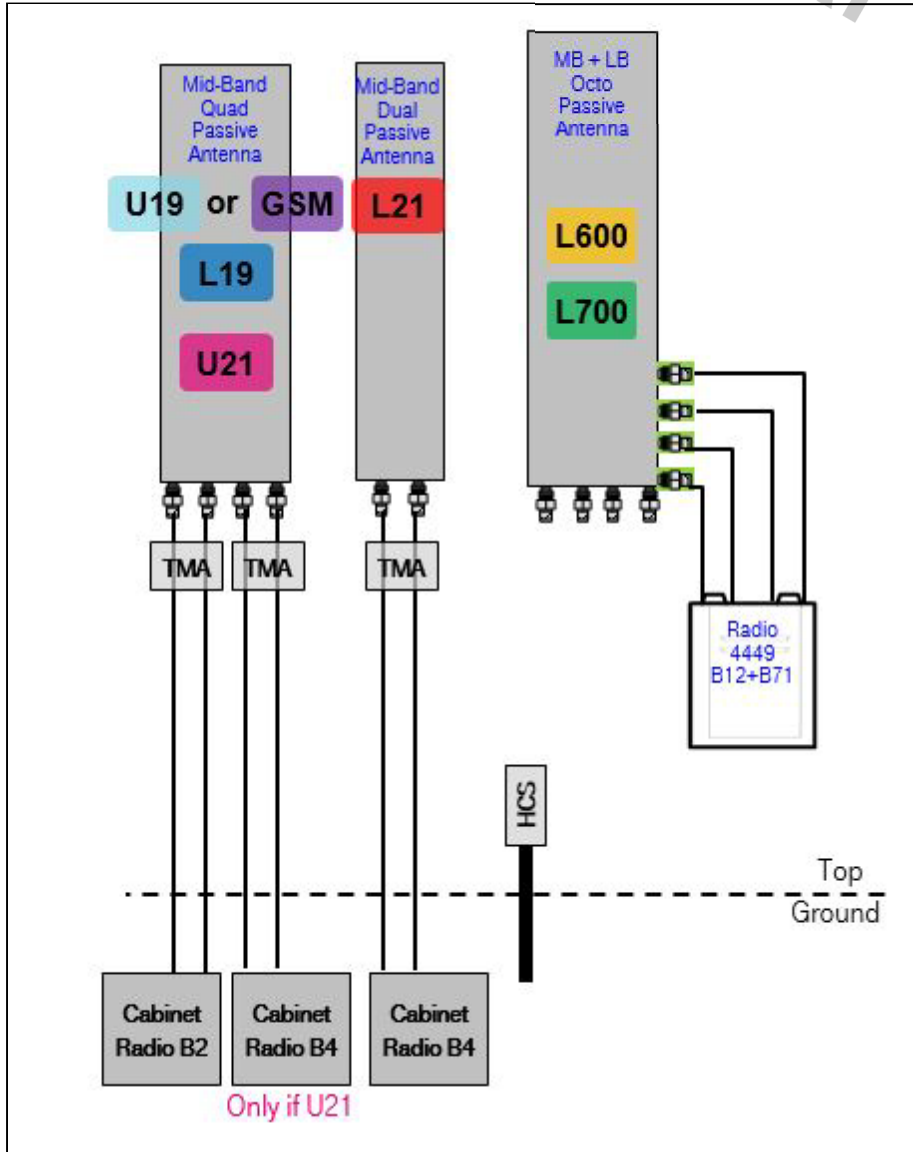 Mid-Band
Quad
Passive
Antenna
U19 or GSM
L19
U21
TMA
TMA
Mid-Band
Dual
Passive
Antenna
L21
TMA
MB + LB
Octo
Passive
Antenna
L600
L700
Radio
4449
B12+B71
HCS
Top
Ground
Cabinet
Radio B2
Cabinet
Radio B4
Only if U21
Cabinet
Radio B4